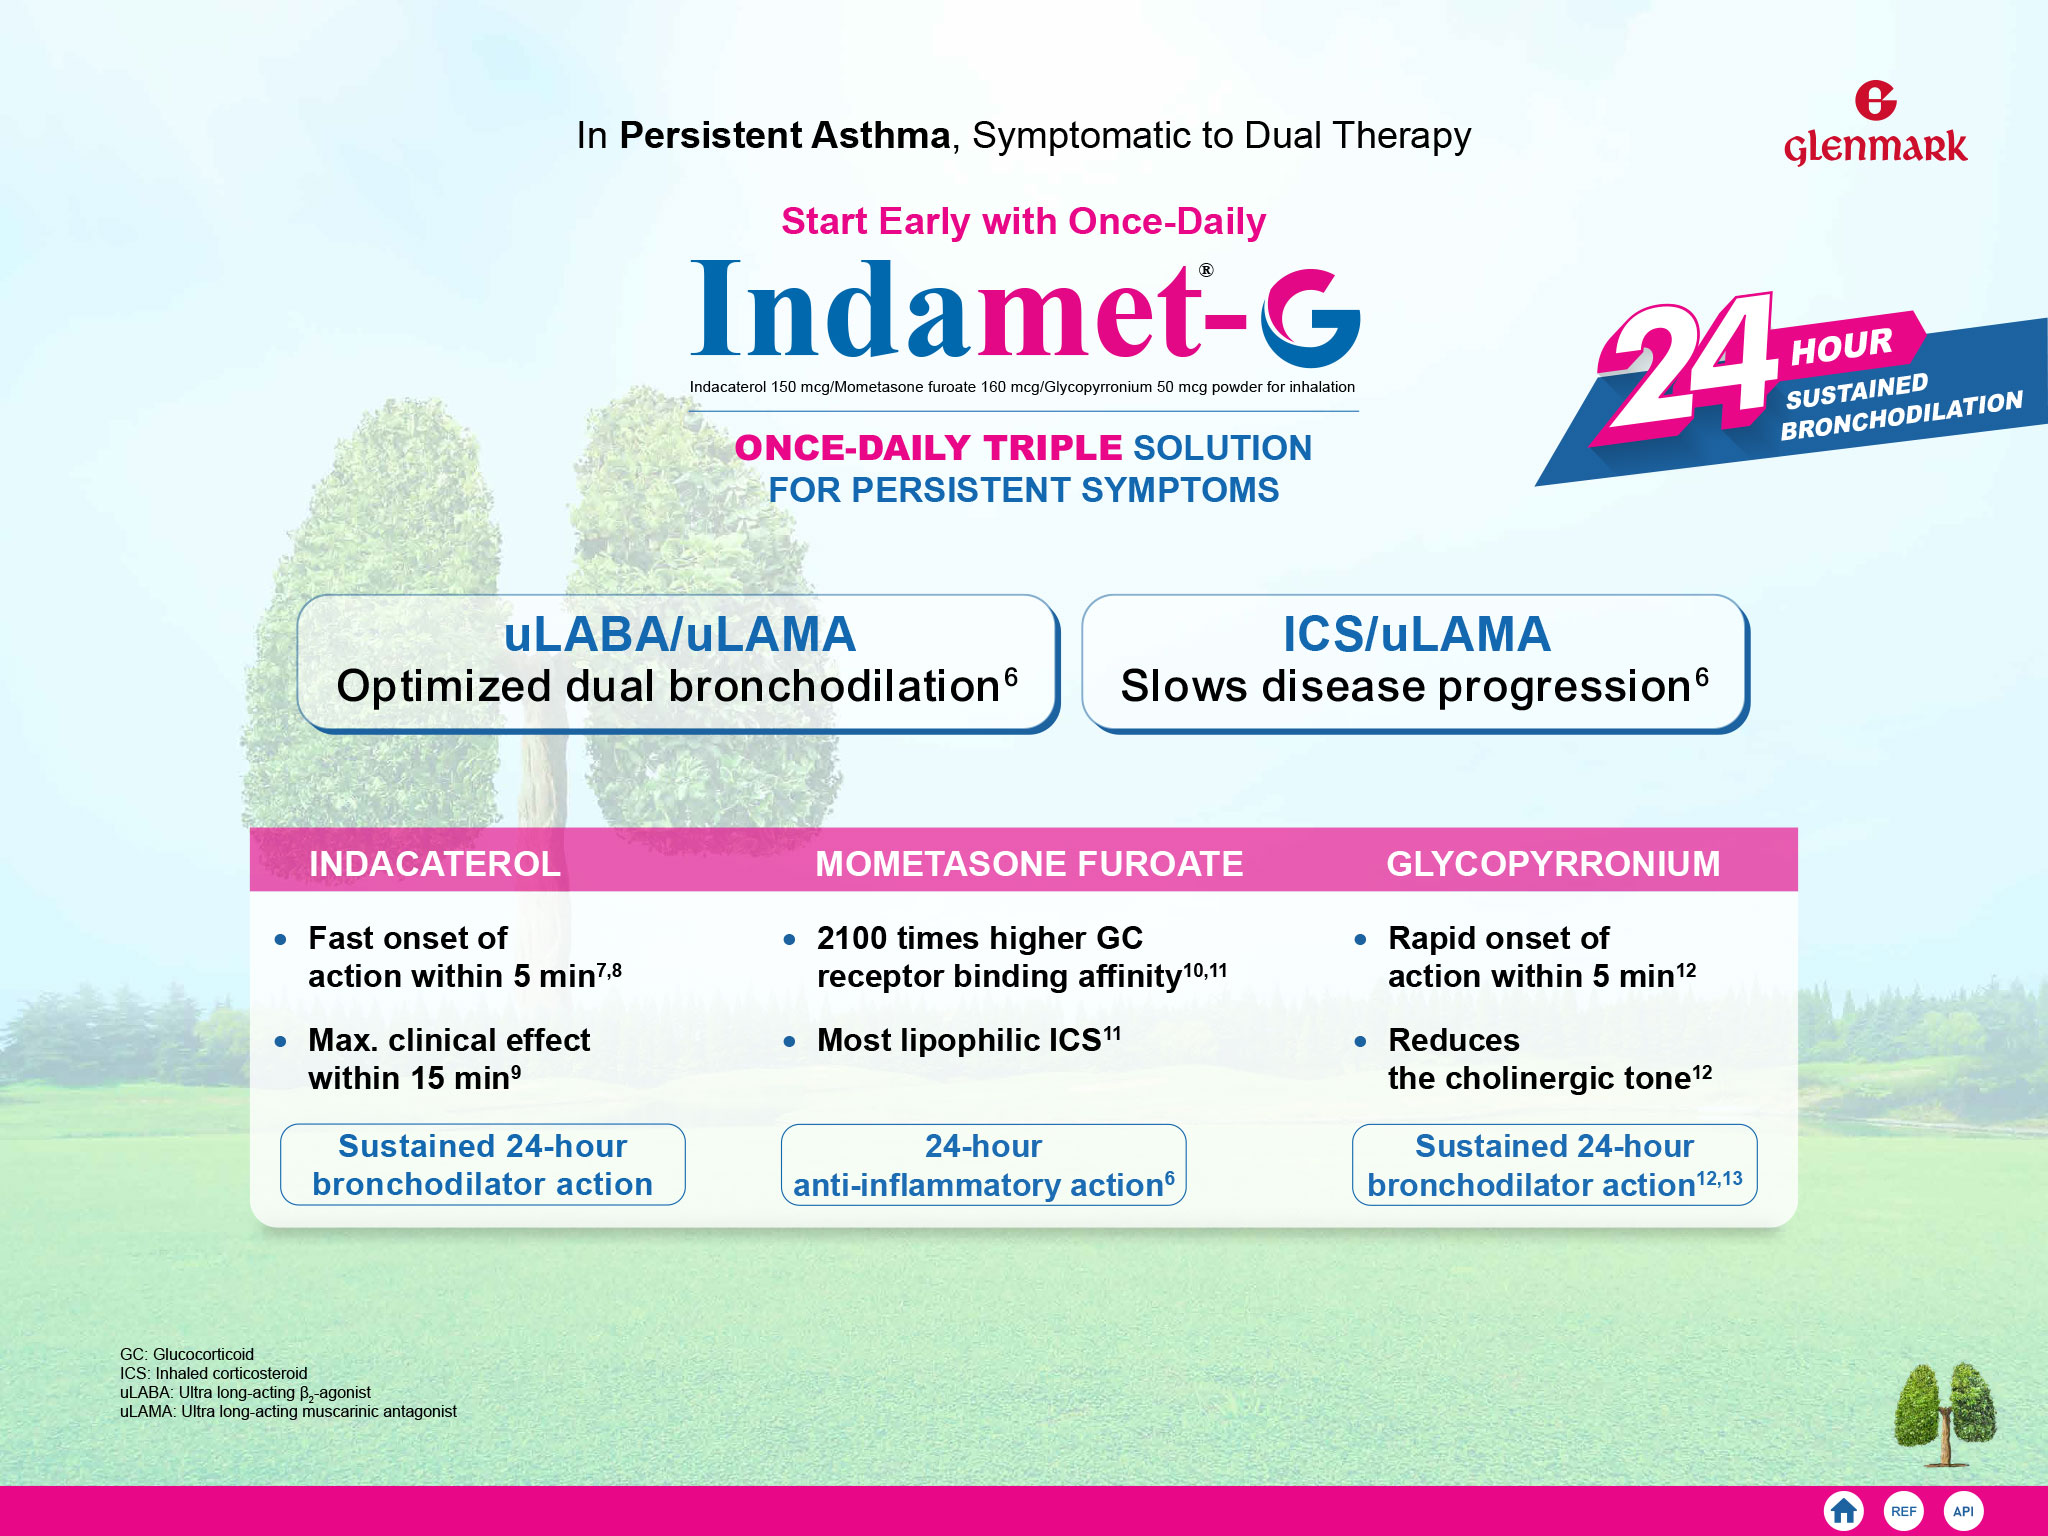 In Persistent Asthma, Symptomatic to Dual Therapy
Glenmark
Start Early with Once-Daily
Indamet®-G
Indacaterol 150 mcg/Mometasone furoate 160 mcg/Glycopyrronium 50 mcg powder for inhalation
24 HOUR
SUSTAINED
BRONCHODILATION
ONCE-DAILY TRIPLE SOLUTION
FOR PERSISTENT SYMPTOMS
uLABA/uLAMA
Optimized dual bronchodilation⁶
ICS/uLAMA
Slows disease progression⁶
INDACATEROL
• Fast onset of
action within 5 min⁷,⁸
• Max. clinical effect
within 15 min⁹
Sustained 24-hour
bronchodilator action
MOMETASONE FUROATE
• 2100 times higher GC
receptor binding affinity¹⁰,¹¹
• Most lipophilic ICS¹¹
24-hour
anti-inflammatory action⁶
GLYCOPYRRONIUM
• Rapid onset of
action within 5 min¹²
• Reduces
the cholinergic tone¹²
Sustained 24-hour
bronchodilator action¹²,¹³
GC: Glucocorticoid
ICS: Inhaled corticosteroid
uLABA: Ultra long-acting β₂-agonist
uLAMA: Ultra long-acting muscarinic antagonist
REF
API